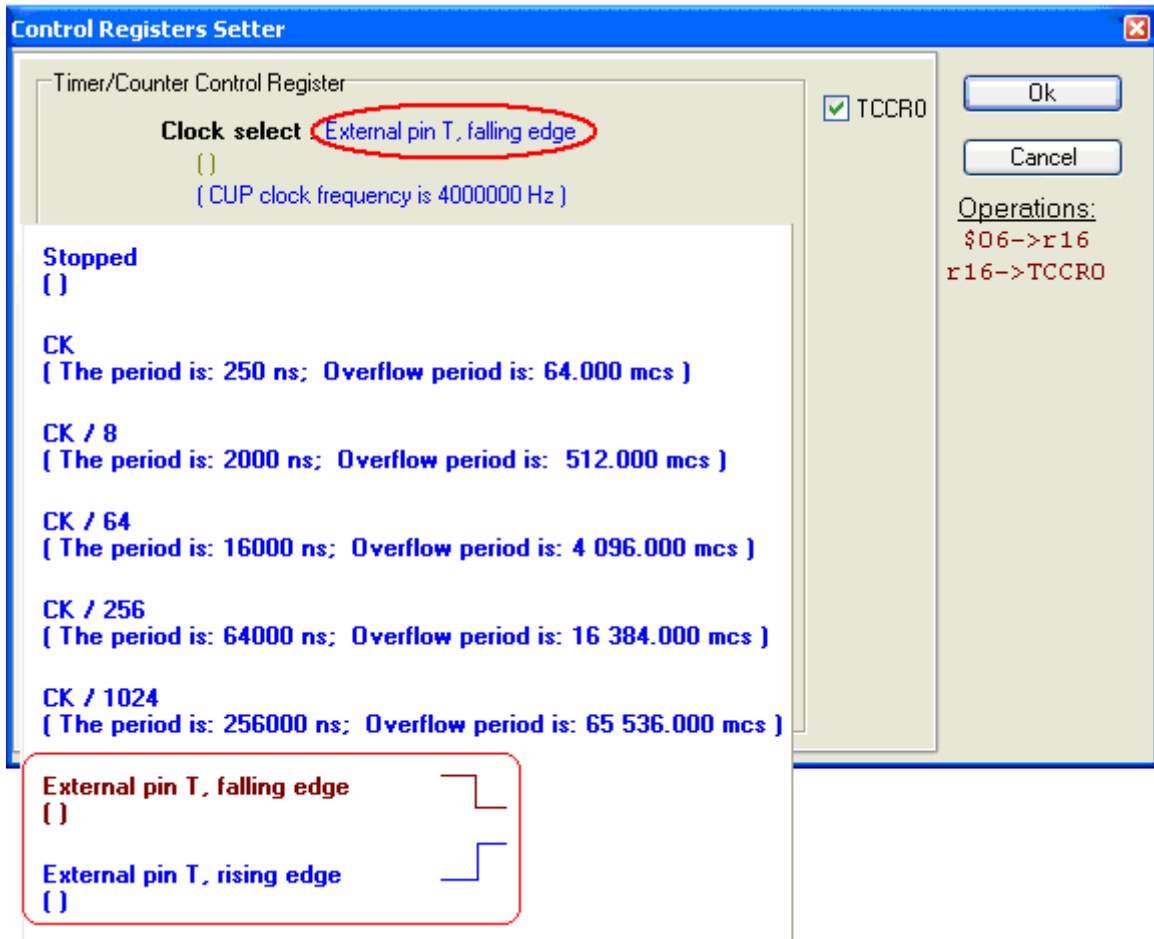 Control Registers Setter
Timer/Counter Control Register
Clock select : External pin T, falling edge
()
( CUP clock frequency is 4000000 Hz )
TCCR0
Ok
Cancel
Operations:
$06->r16
r16->TCCR0
Stopped
()
CK
( The period is: 250 ns;  Overflow period is: 64.000 mcs )
CK / 8
( The period is: 2000 ns;  Overflow period is:  512.000 mcs )
CK / 64
( The period is: 16000 ns;  Overflow period is: 4 096.000 mcs )
CK / 256
( The period is: 64000 ns;  Overflow period is: 16 384.000 mcs )
CK / 1024
( The period is: 256000 ns;  Overflow period is: 65 536.000 mcs )
External pin T, falling edge
()
External pin T, rising edge
()